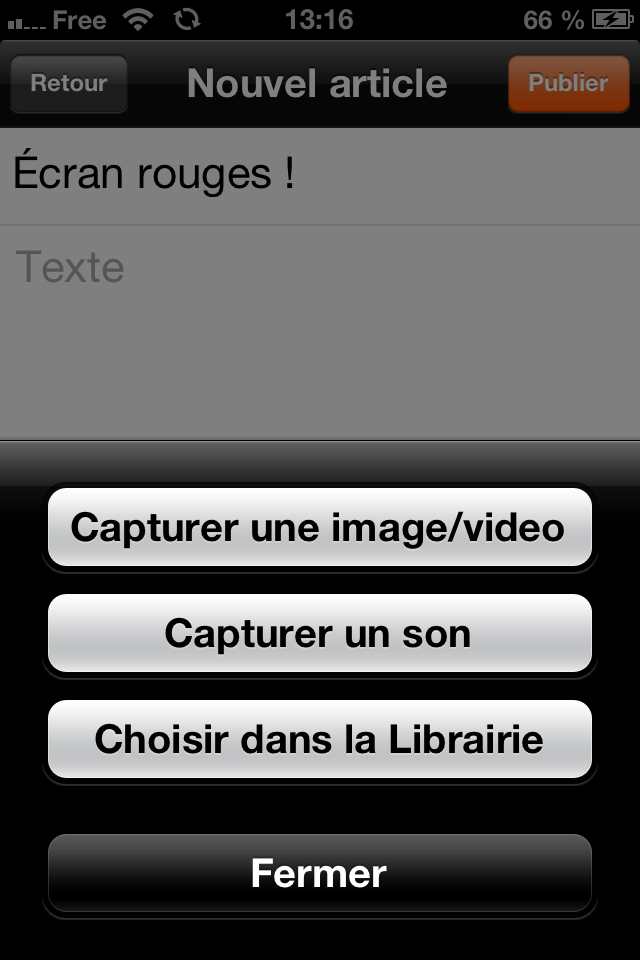 Free 13:16 66 %
Retour Nouvel article Publier
Écran rouges !
Texte
Capturer une image/video
Capturer un son
Choisir dans la Librairie
Fermer